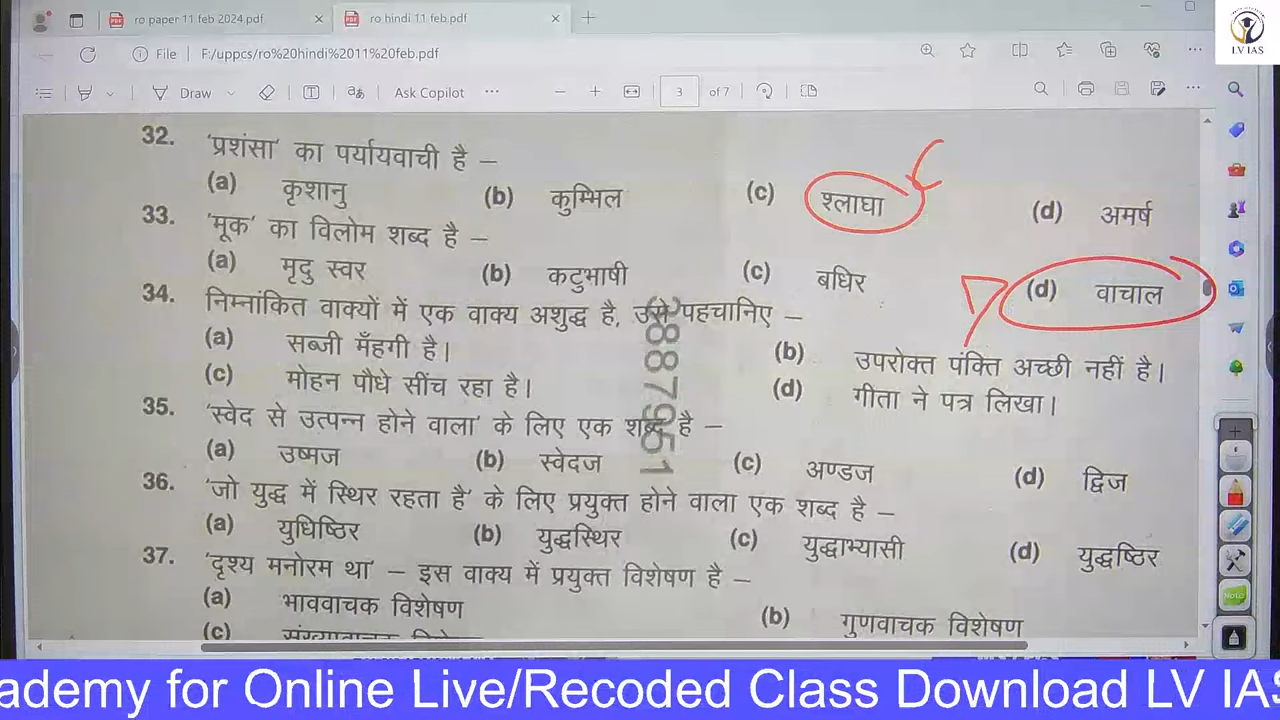 ro paper 11 feb 2024.pdf
ro hindi 11 feb.pdf
File | F:/uppcs/ro%20hindi%2011%20feb.pdf
LV IAS
Draw
Ask Copilot
3 of 7
32. 'प्रशंसा' का पर्यायवाची है –
(a) कृशानु (b) कुम्भिल (c) श्लाघा (d) अमर्ष
33. 'मूक' का विलोम शब्द है –
(a) मृदु स्वर (b) कटुभाषी (c) बधिर (d) वाचाल
34. निम्नांकित वाक्यों में एक वाक्य अशुद्ध है, उसे पहचानिए –
(a) सब्जी मँहगी है। (b) उपरोक्त पंक्ति अच्छी नहीं है।
(c) मोहन पौधे सींच रहा है। (d) गीता ने पत्र लिखा।
35. 'स्वेद से उत्पन्न होने वाला' के लिए एक शब्द है –
(a) उष्मज (b) स्वेदज (c) अण्डज (d) द्विज
36. 'जो युद्ध में स्थिर रहता है' के लिए प्रयुक्त होने वाला एक शब्द है –
(a) युधिष्ठिर (b) युद्धस्थिर (c) युद्धाभ्यासी (d) युद्धष्ठिर
37. 'दृश्य मनोरम था' – इस वाक्य में प्रयुक्त विशेषण है –
(a) भाववाचक विशेषण (b) गुणवाचक विशेषण
(c)
2887951
ademy for Online Live/Recoded Class Download LV IAS